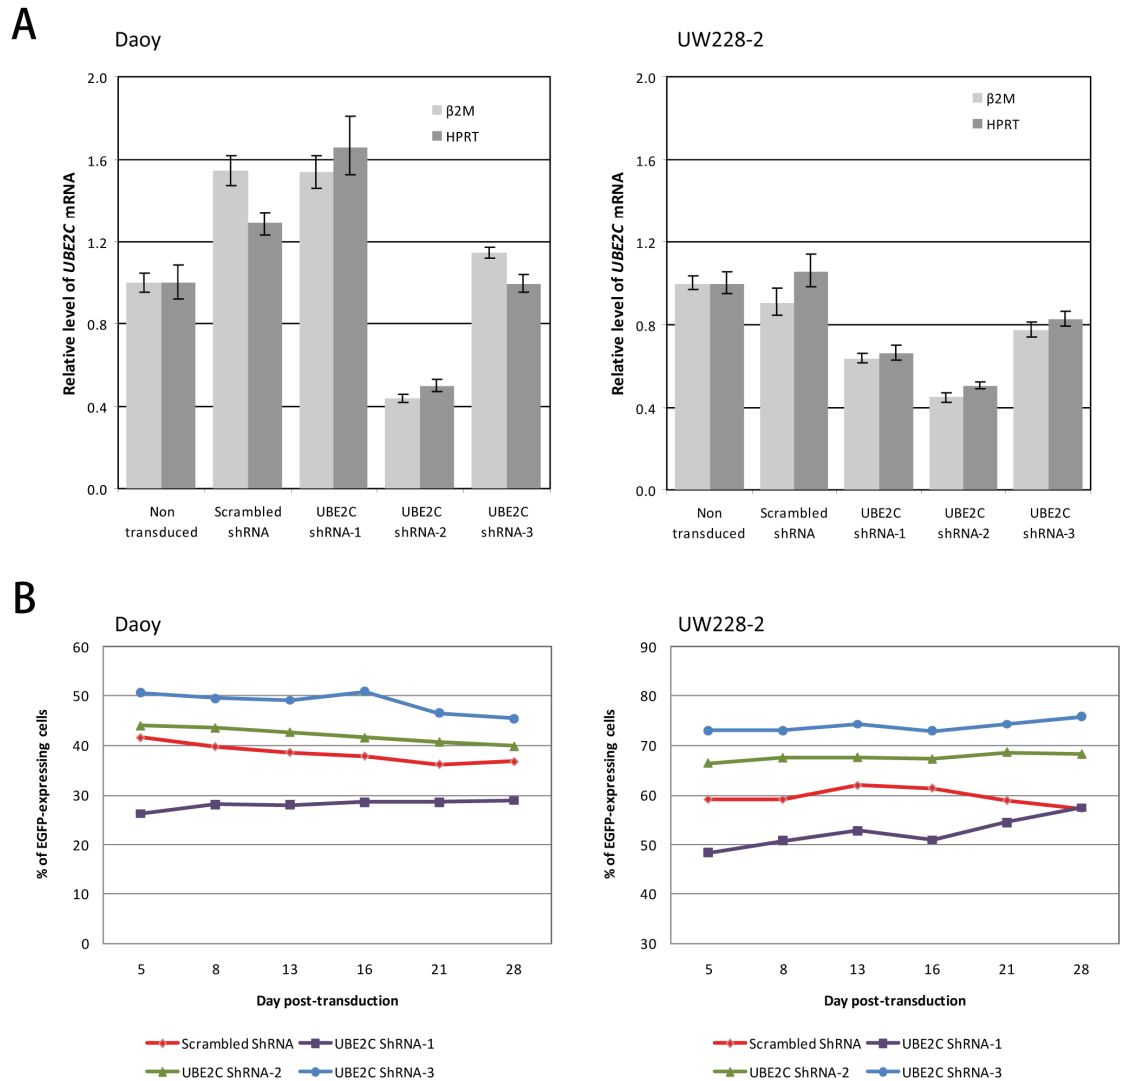 A
Daoy
UW228-2
Relative level of UBE2C mRNA
2.0
1.6
1.2
0.8
0.4
0.0
β2M
HPRT
Non transduced
Scrambled shRNA
UBE2C shRNA-1
UBE2C shRNA-2
UBE2C shRNA-3
Relative level of UBE2C mRNA
2.0
1.6
1.2
0.8
0.4
0.0
β2M
HPRT
Non transduced
Scrambled shRNA
UBE2C shRNA-1
UBE2C shRNA-2
UBE2C shRNA-3
B
Daoy
UW228-2
% of EGFP-expressing cells
60
50
40
30
20
10
0
5 8 13 16 21 28
Day post-transduction
Scrambled ShRNA UBE2C ShRNA-1
UBE2C ShRNA-2 UBE2C ShRNA-3
% of EGFP-expressing cells
90
80
70
60
50
40
30
5 8 13 16 21 28
Day post-transduction
Scrambled ShRNA UBE2C ShRNA-1
UBE2C ShRNA-2 UBE2C ShRNA-3